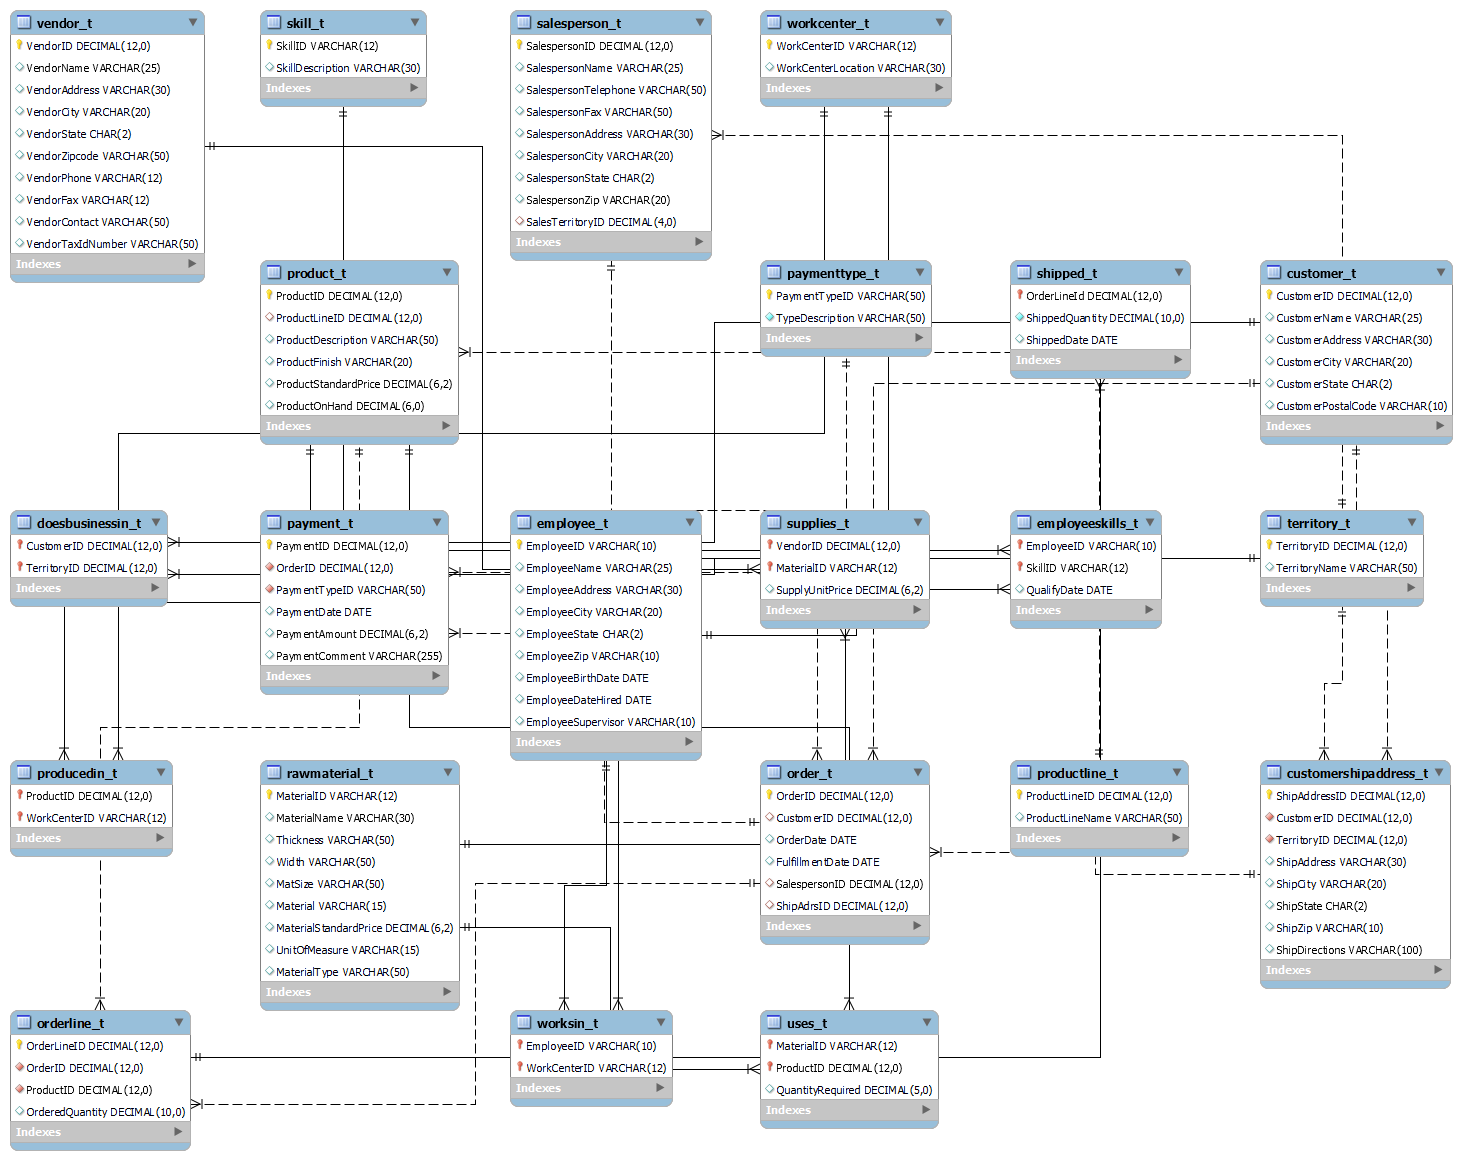 vendor_t
VendorID DECIMAL(12,0)
VendorName VARCHAR(25)
VendorAddress VARCHAR(30)
VendorCity VARCHAR(20)
VendorState CHAR(2)
VendorZipcode VARCHAR(50)
VendorPhone VARCHAR(12)
VendorFax VARCHAR(12)
VendorContact VARCHAR(50)
VendorTaxIdNumber VARCHAR(50)
Indexes
skill_t
SkillID VARCHAR(12)
SkillDescription VARCHAR(30)
Indexes
salesperson_t
SalespersonID DECIMAL(12,0)
SalespersonName VARCHAR(25)
SalespersonTelephone VARCHAR(50)
SalespersonFax VARCHAR(50)
SalespersonAddress VARCHAR(30)
SalespersonCity VARCHAR(20)
SalespersonState CHAR(2)
SalespersonZip VARCHAR(20)
SalesTerritoryID DECIMAL(4,0)
Indexes
workcenter_t
WorkCenterID VARCHAR(12)
WorkCenterLocation VARCHAR(30)
Indexes
product_t
ProductID DECIMAL(12,0)
ProductLineID DECIMAL(12,0)
ProductDescription VARCHAR(50)
ProductFinish VARCHAR(20)
ProductStandardPrice DECIMAL(6,2)
ProductOnHand DECIMAL(6,0)
Indexes
paymenttype_t
PaymentTypeID VARCHAR(50)
TypeDescription VARCHAR(50)
Indexes
shipped_t
OrderLineId DECIMAL(12,0)
ShippedQuantity DECIMAL(10,0)
ShippedDate DATE
Indexes
customer_t
CustomerID DECIMAL(12,0)
CustomerName VARCHAR(25)
CustomerAddress VARCHAR(30)
CustomerCity VARCHAR(20)
CustomerState CHAR(2)
CustomerPostalCode VARCHAR(10)
Indexes
doesbusinessin_t
CustomerID DECIMAL(12,0)
TerritoryID DECIMAL(12,0)
Indexes
payment_t
PaymentID DECIMAL(12,0)
OrderID DECIMAL(12,0)
PaymentTypeID VARCHAR(50)
PaymentDate DATE
PaymentAmount DECIMAL(6,2)
PaymentComment VARCHAR(255)
Indexes
employee_t
EmployeeID VARCHAR(10)
EmployeeName VARCHAR(25)
EmployeeAddress VARCHAR(30)
EmployeeCity VARCHAR(20)
EmployeeState CHAR(2)
EmployeeZip VARCHAR(10)
EmployeeBirthDate DATE
EmployeeDateHired DATE
EmployeeSupervisor VARCHAR(10)
Indexes
supplies_t
VendorID DECIMAL(12,0)
MaterialID VARCHAR(12)
SupplyUnitPrice DECIMAL(6,2)
Indexes
employeeskills_t
EmployeeID VARCHAR(10)
SkillID VARCHAR(12)
QualifyDate DATE
Indexes
territory_t
TerritoryID DECIMAL(12,0)
TerritoryName VARCHAR(50)
Indexes
producedin_t
ProductID DECIMAL(12,0)
WorkCenterID VARCHAR(12)
Indexes
rawmaterial_t
MaterialID VARCHAR(12)
MaterialName VARCHAR(30)
Thickness VARCHAR(50)
Width VARCHAR(50)
MatSize VARCHAR(50)
Material VARCHAR(15)
MaterialStandardPrice DECIMAL(6,2)
UnitOfMeasure VARCHAR(15)
MaterialType VARCHAR(50)
Indexes
order_t
OrderID DECIMAL(12,0)
CustomerID DECIMAL(12,0)
OrderDate DATE
FulfillmentDate DATE
SalespersonID DECIMAL(12,0)
ShipAdrsID DECIMAL(12,0)
Indexes
productline_t
ProductLineID DECIMAL(12,0)
ProductLineName VARCHAR(50)
Indexes
customershipaddress_t
ShipAddressID DECIMAL(12,0)
CustomerID DECIMAL(12,0)
TerritoryID DECIMAL(12,0)
ShipAddress VARCHAR(30)
ShipCity VARCHAR(20)
ShipState CHAR(2)
ShipZip VARCHAR(10)
ShipDirections VARCHAR(100)
Indexes
orderline_t
OrderLineID DECIMAL(12,0)
OrderID DECIMAL(12,0)
ProductID DECIMAL(12,0)
OrderedQuantity DECIMAL(10,0)
Indexes
worksin_t
EmployeeID VARCHAR(10)
WorkCenterID VARCHAR(12)
Indexes
uses_t
MaterialID VARCHAR(12)
ProductID DECIMAL(12,0)
QuantityRequired DECIMAL(5,0)
Indexes